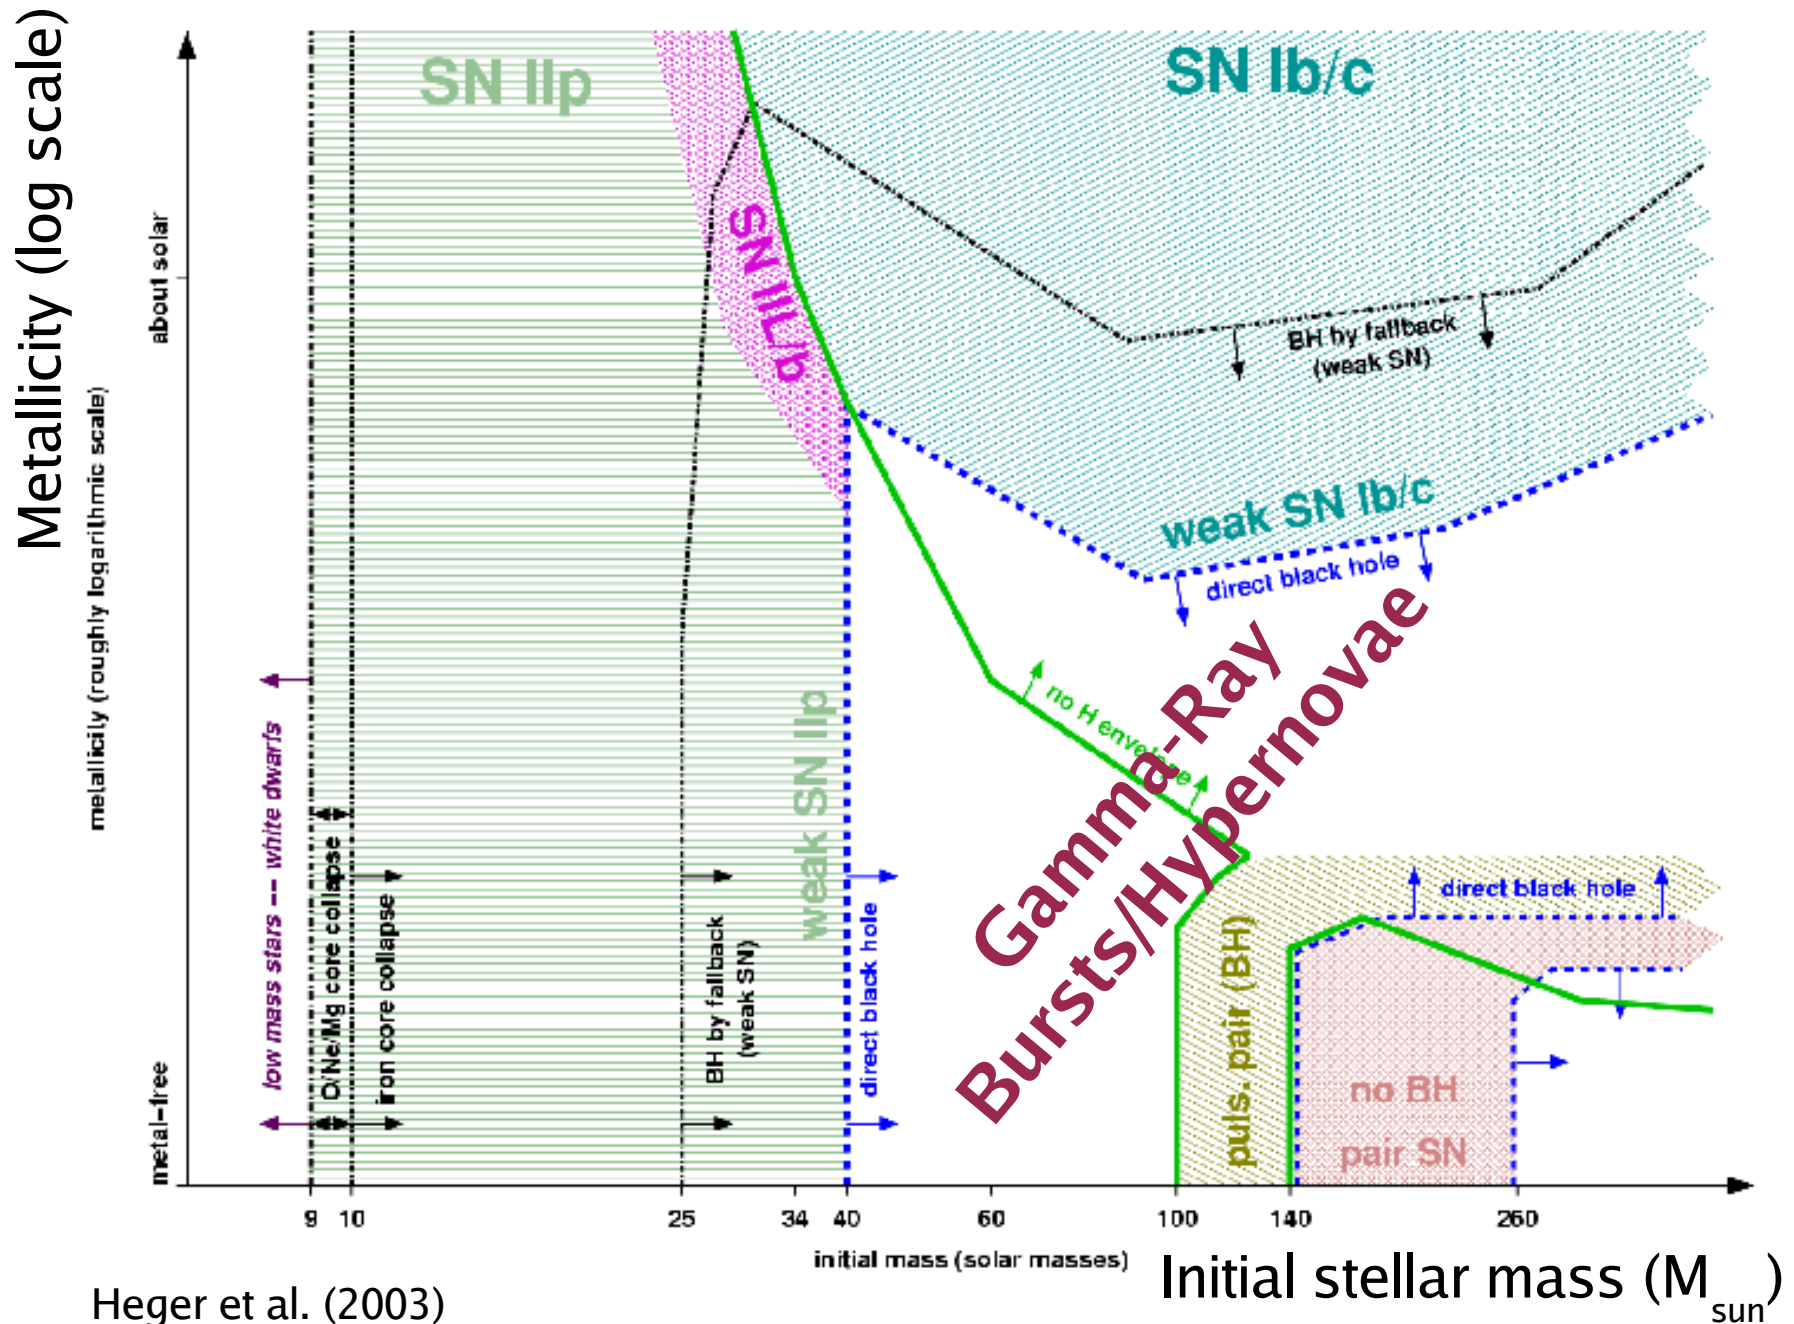 Metallicity (log scale)
metallicity (roughly logarithmic scale)
about solar
metal-free
SN IIp
SN Ib/c
SN IIL/b
BH by fallback
(weak SN)
weak SN Ib/c
direct black hole
no H envelope
Gamma-Ray
Bursts/Hypernovae
low mass stars -- white dwarfs
O/Ne/Mg core collapse
iron core collapse
BH by fallback
(weak SN)
weak SN IIp
direct black hole
puls. pair (BH)
direct black hole
no BH
pair SN
9 10 25 34 40 60 100 140 260
initial mass (solar masses)
Initial stellar mass (Msun)
Heger et al. (2003)